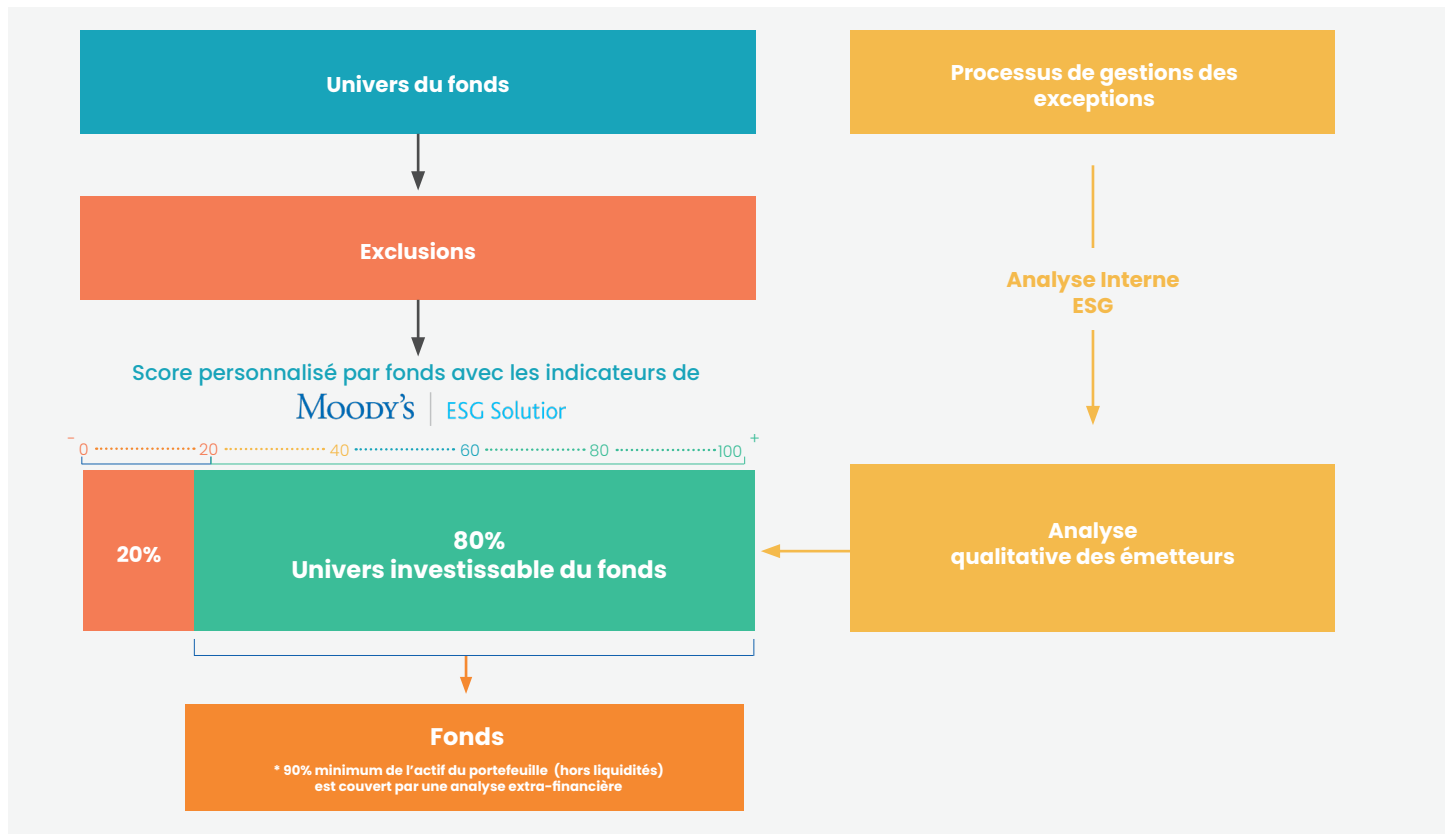 Univers du fonds
Exclusions
Score personnalisé par fonds avec les indicateurs de
MOODY'S | ESG Solutior
- 0 20 40 60 80 100 +
20%
80%
Univers investissable du fonds
Fonds
* 90% minimum de l'actif du portefeuille (hors liquidités)
est couvert par une analyse extra-financière
Processus de gestions des
exceptions
Analyse Interne
ESG
Analyse
qualitative des émetteurs